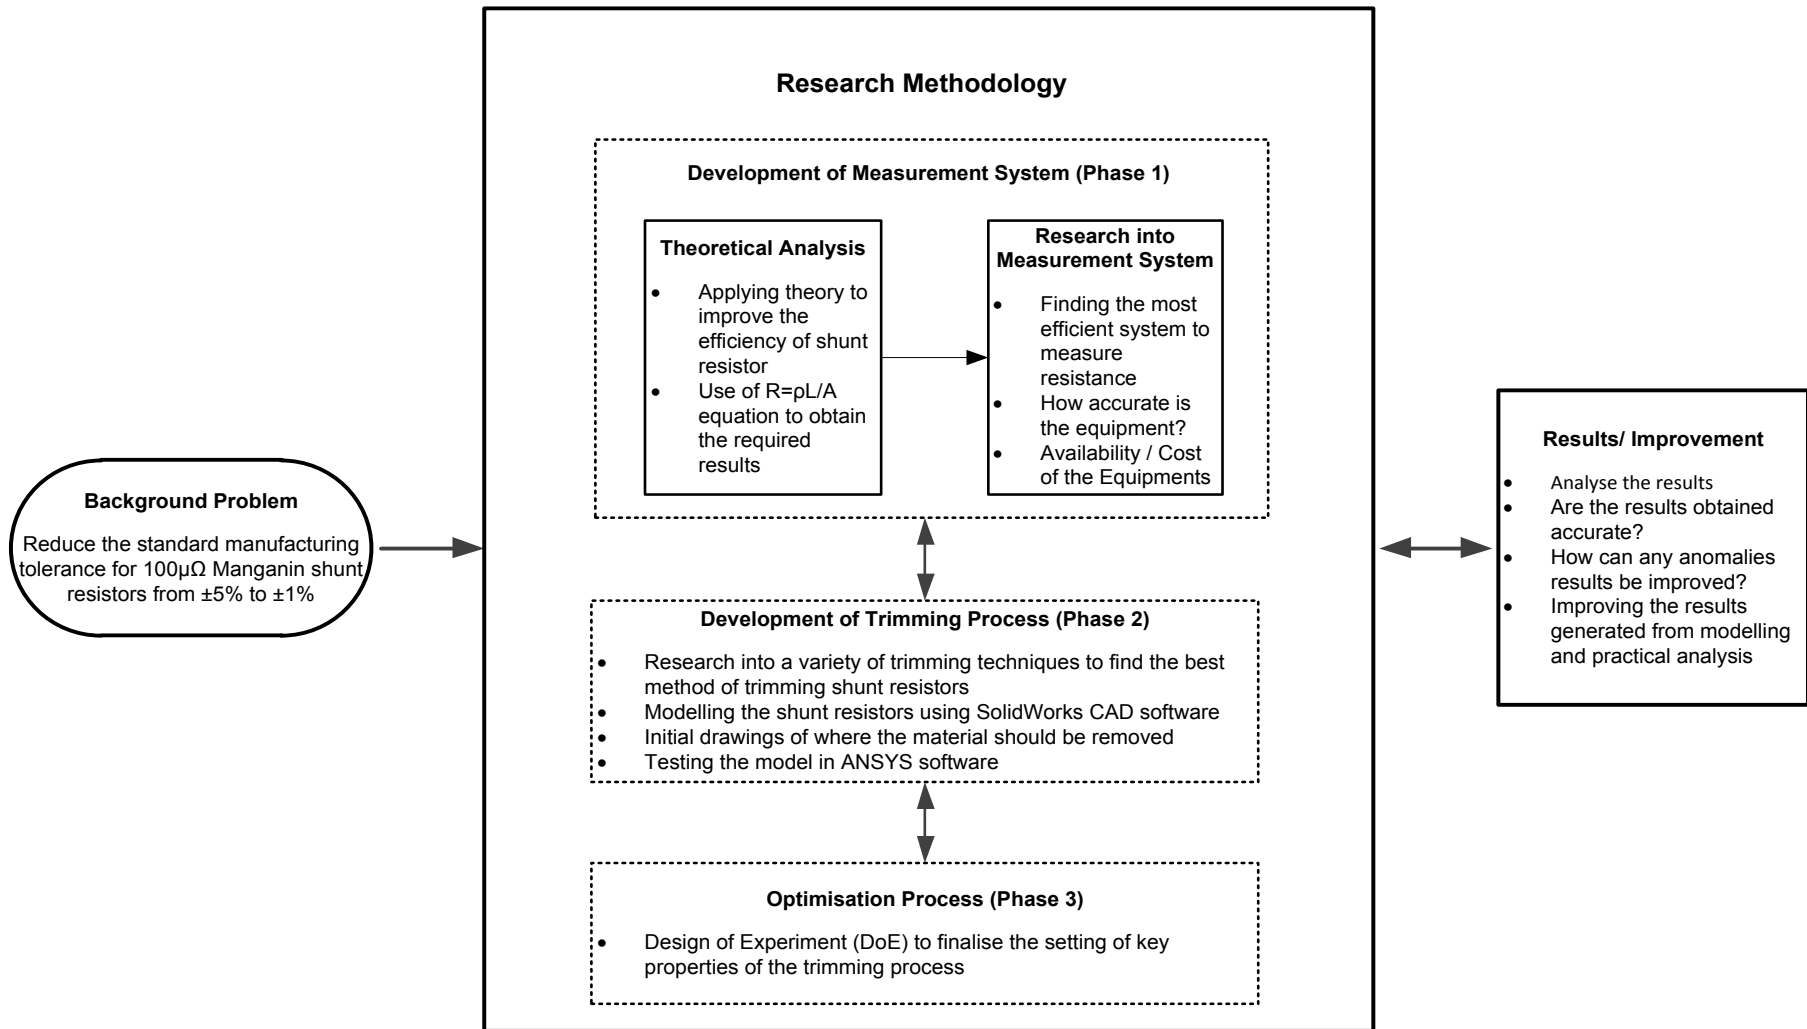 Research Methodology
Development of Measurement System (Phase 1)
Theoretical Analysis
• Applying theory to
improve the
efficiency of shunt
resistor
• Use of R=ρL/A
equation to obtain
the required
results
Research into
Measurement System
• Finding the most
efficient system to
measure
resistance
• How accurate is
the equipment?
• Availability / Cost
of the Equipments
Background Problem
Reduce the standard manufacturing
tolerance for 100µΩ Manganin shunt
resistors from ±5% to ±1%
Development of Trimming Process (Phase 2)
• Research into a variety of trimming techniques to find the best
method of trimming shunt resistors
• Modelling the shunt resistors using SolidWorks CAD software
• Initial drawings of where the material should be removed
• Testing the model in ANSYS software
Optimisation Process (Phase 3)
• Design of Experiment (DoE) to finalise the setting of key
properties of the trimming process
Results/ Improvement
• Analyse the results
• Are the results obtained
accurate?
• How can any anomalies
results be improved?
• Improving the results
generated from modelling
and practical analysis